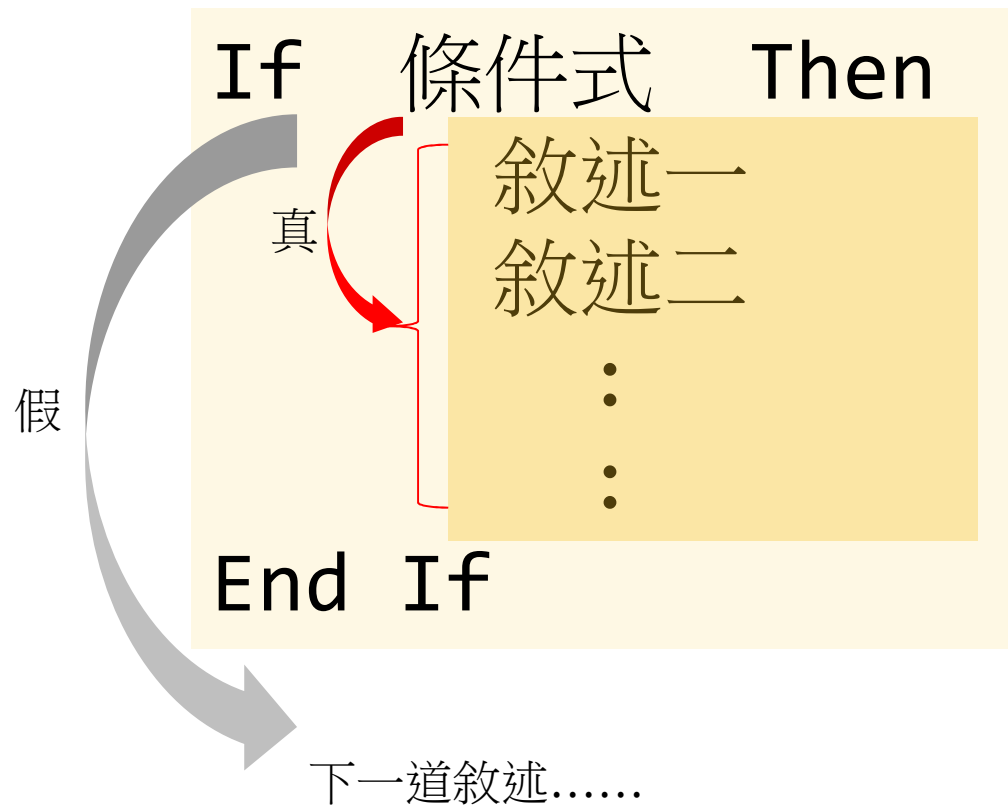 If 條件式 Then
敘述一
敘述二
:
:
真
假
End If
下一道敘述......